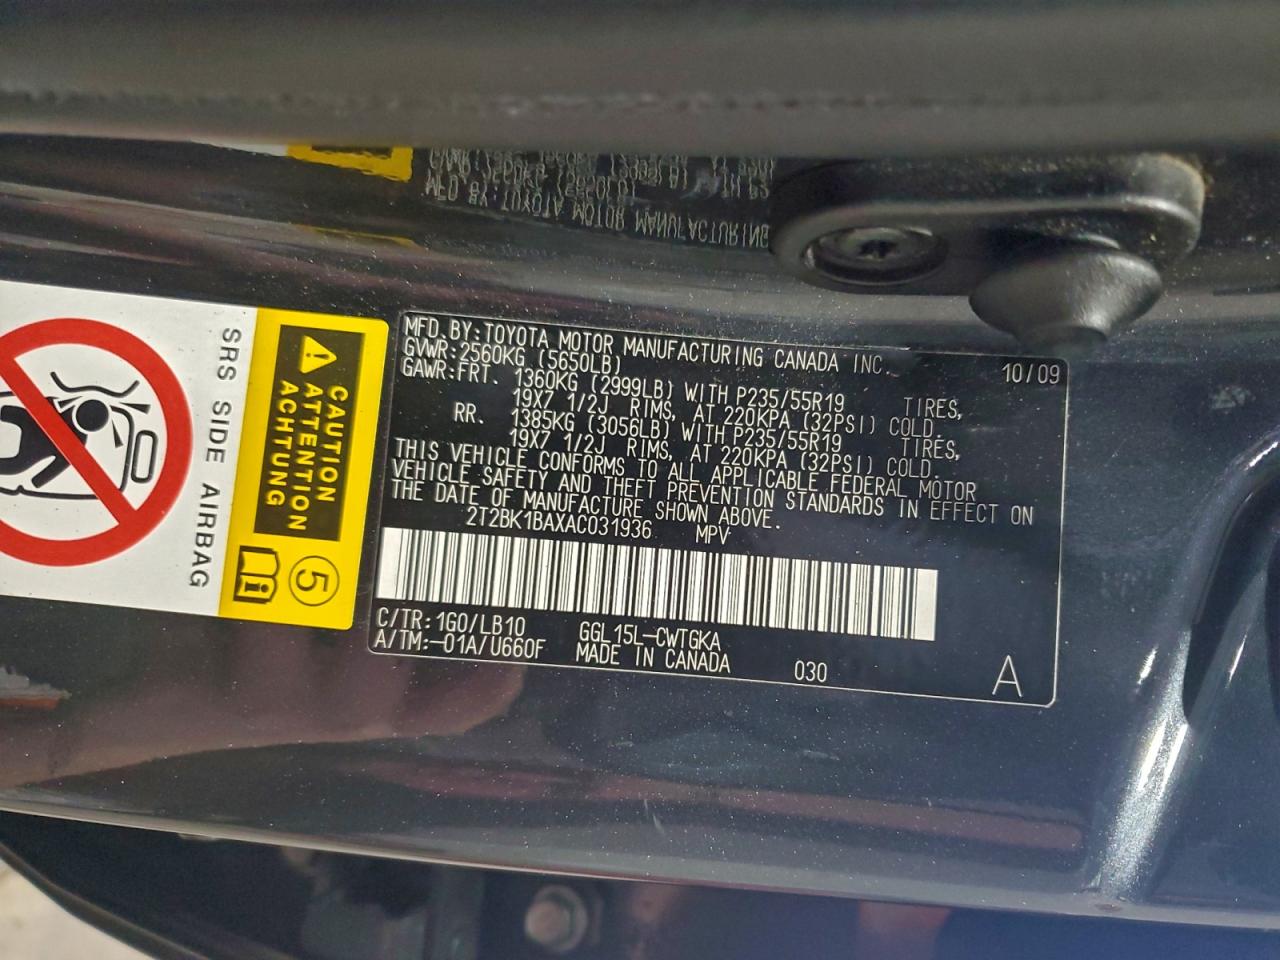 SRS SIDE AIRBAG
CAUTION
ATTENTION
ACHTUNG
5
MFD.BY:TOYOTA MOTOR MANUFACTURING CANADA INC. 10/09
GVWR:2560KG (5650LB)
GAWR:FRT. 1360KG (2999LB) WITH P235/55R19 TIRES,
19X7 1/2J RIMS, AT 220KPA (32PSI) COLD.
RR. 1385KG (3056LB) WITH P235/55R19 TIRES,
19X7 1/2J RIMS, AT 220KPA (32PSI) COLD.
THIS VEHICLE CONFORMS TO ALL APPLICABLE FEDERAL MOTOR
VEHICLE SAFETY AND THEFT PREVENTION STANDARDS IN EFFECT ON
THE DATE OF MANUFACTURE SHOWN ABOVE.
2T2BK1BAXAC031936 MPV
C/TR:1G0/LB10 GGL15L-CWTGKA
A/TM:-01A/U660F MADE IN CANADA 030
A